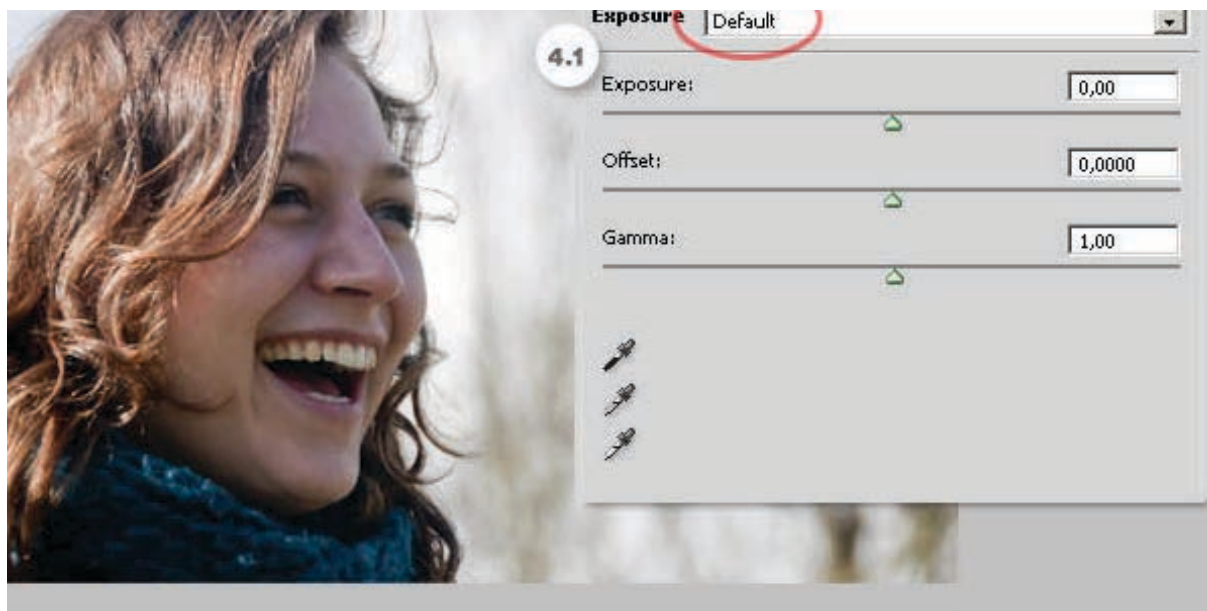 Exposure Default
4.1
Exposure: 0,00
Offset: 0,0000
Gamma: 1,00